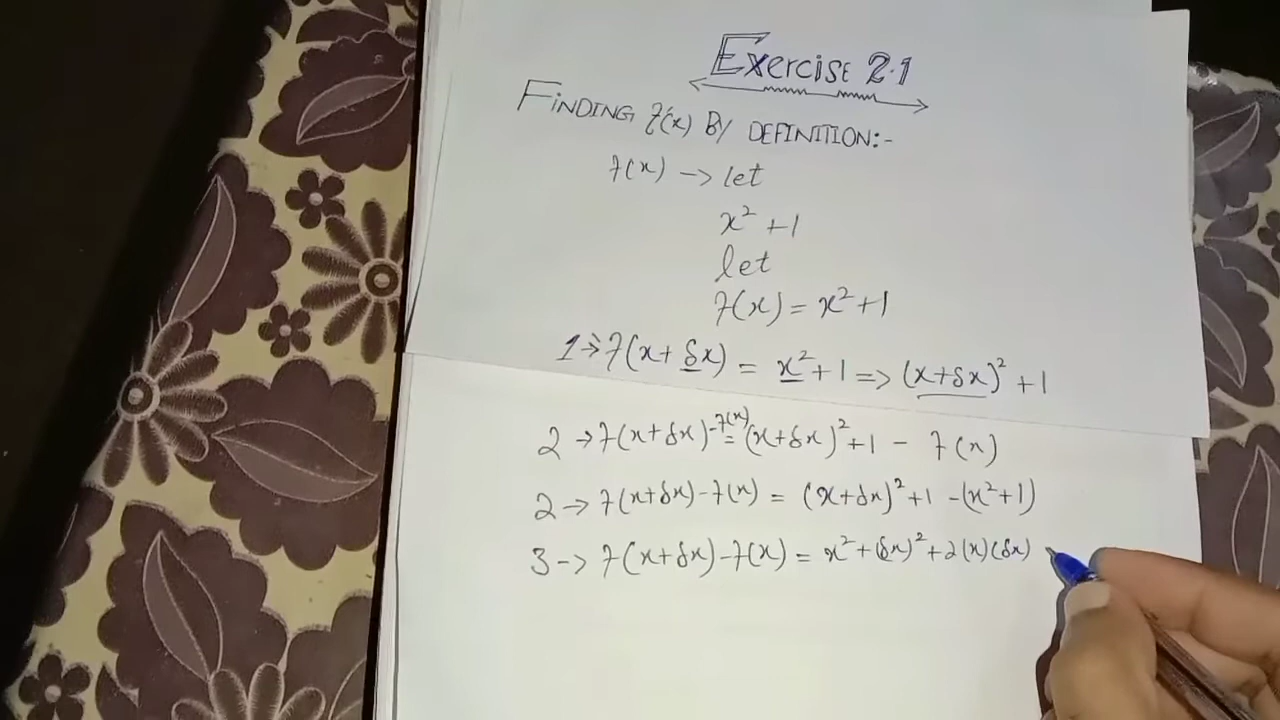 Exercise 2.1
FINDING f(x) By DEFINITION:-
f(x) → let
x² + 1
let
f(x) = x² + 1
1→ f(x + δx) = x² + 1 => (x + δx)² + 1
2 → f(x + δx) - f(x) = (x + δx)² + 1 - f(x)
2 → f(x + δx) - f(x) = (x + δx)² + 1 - (x² + 1)
3 → f(x + δx) - f(x) = x² + (δx)² + 2(x)(δx)